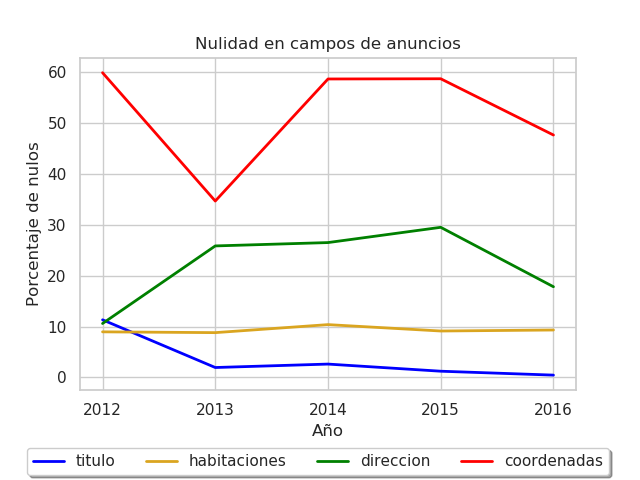 Nulidad en campos de anuncios
60
50
40
30
20
10
0
Porcentaje de nulos
2012 2013 2014 2015 2016
Año
titulo habitaciones direccion coordenadas